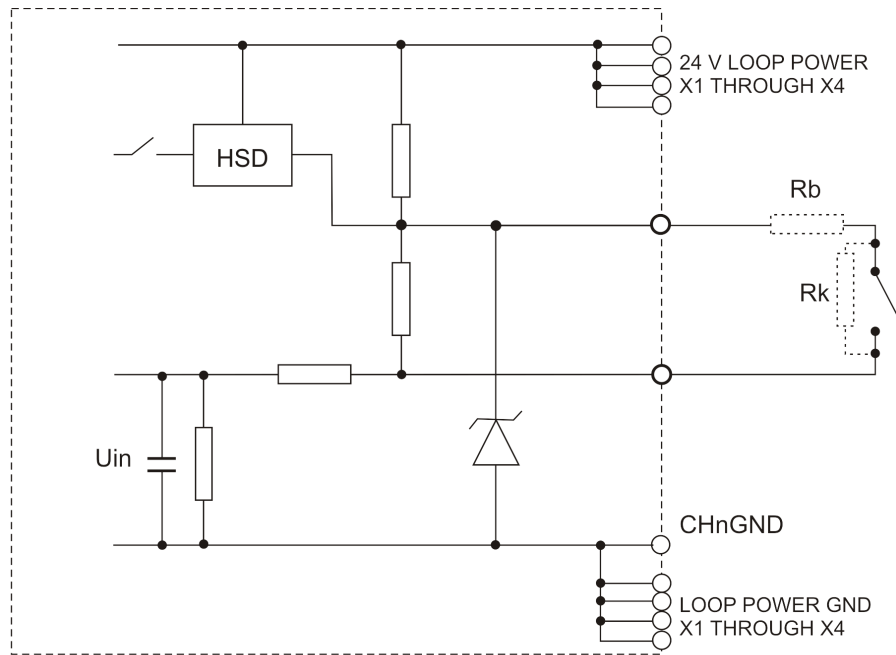 24 V LOOP POWER
X1 THROUGH X4
HSD
Rb
Rk
Uin
CHnGND
LOOP POWER GND
X1 THROUGH X4